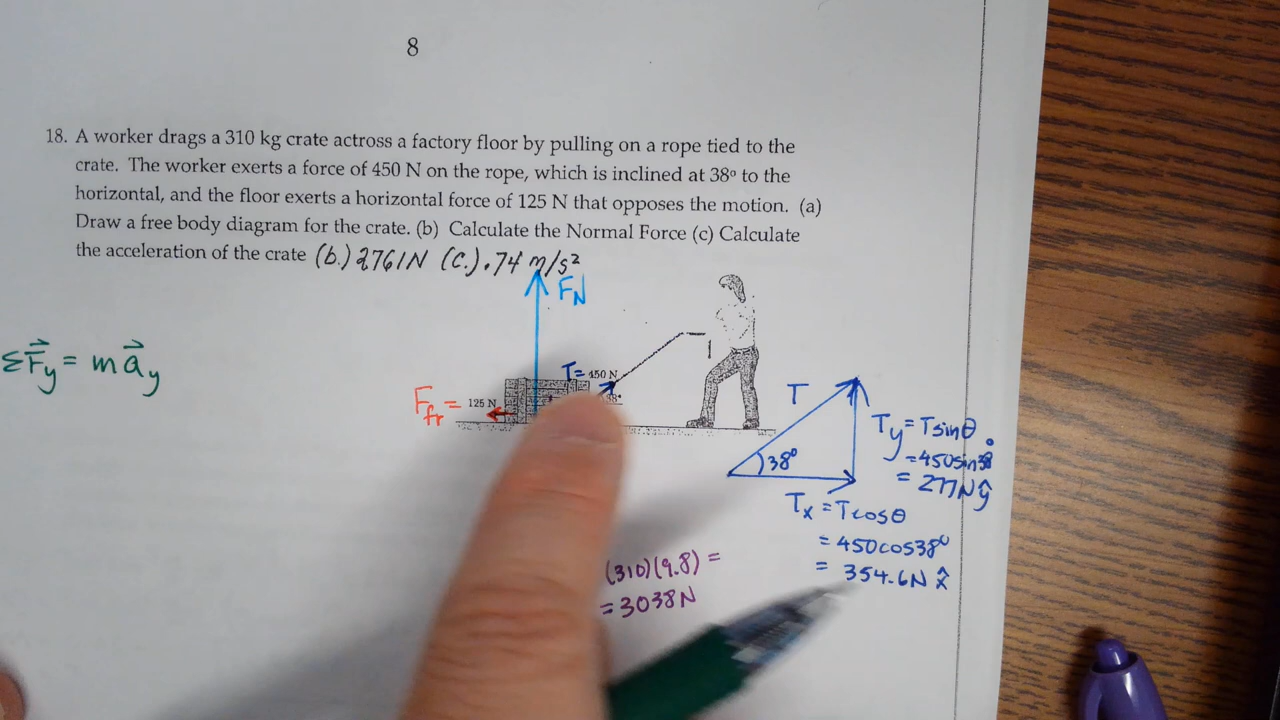 8
18. A worker drags a 310 kg crate actross a factory floor by pulling on a rope tied to the
crate. The worker exerts a force of 450 N on the rope, which is inclined at 38º to the
horizontal, and the floor exerts a horizontal force of 125 N that opposes the motion. (a)
Draw a free body diagram for the crate. (b) Calculate the Normal Force (c) Calculate
the acceleration of the crate (b.) 2761N (c.) .74 m/s²
FN
ΣF⃗y = ma⃗y
T= 450 N
Ffr = 125 N
T
38°
Ty = Tsinθ
= 450sin38°
= 277N ŷ
Tx = Tcosθ
= 450cos38°
= 354.6N x̂
(310)(9.8) =
= 3038N